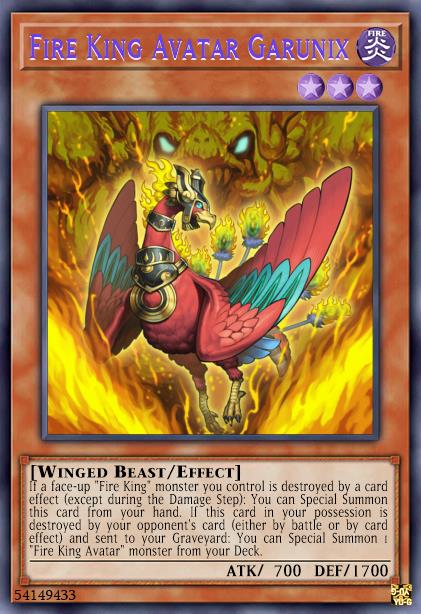 FIRE KING AVATAR GARUNIX
FIRE
炎
[WINGED BEAST/EFFECT]
If a face-up "Fire King" monster you control is destroyed by a card
effect (except during the Damage Step): You can Special Summon
this card from your hand. If this card in your possession is
destroyed by your opponent's card (either by battle or by card
effect) and sent to your Graveyard: You can Special Summon 1
"Fire King Avatar" monster from your Deck.
ATK/ 700 DEF/1700
54149433